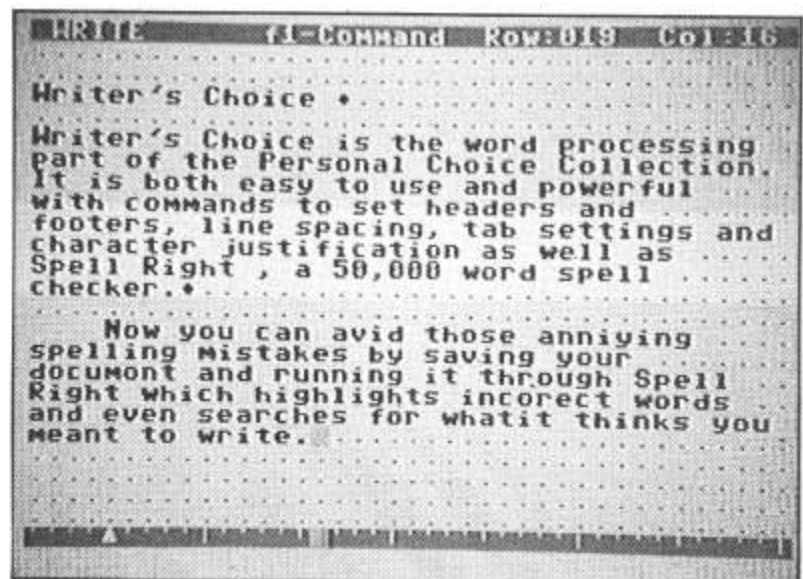 WRITE f1-Command Row:019 Col:16
Writer's Choice
Writer's Choice is the word processing
part of the Personal Choice Collection.
It is both easy to use and powerful
with commands to set headers and
footers, line spacing, tab settings and
character justification as well as
Spell Right , a 50,000 word spell
checker.
Now you can avid those anniying
spelling mistakes by saving your
documont and running it through Spell
Right which highlights incorect words
and even searches for whatit thinks you
meant to write.